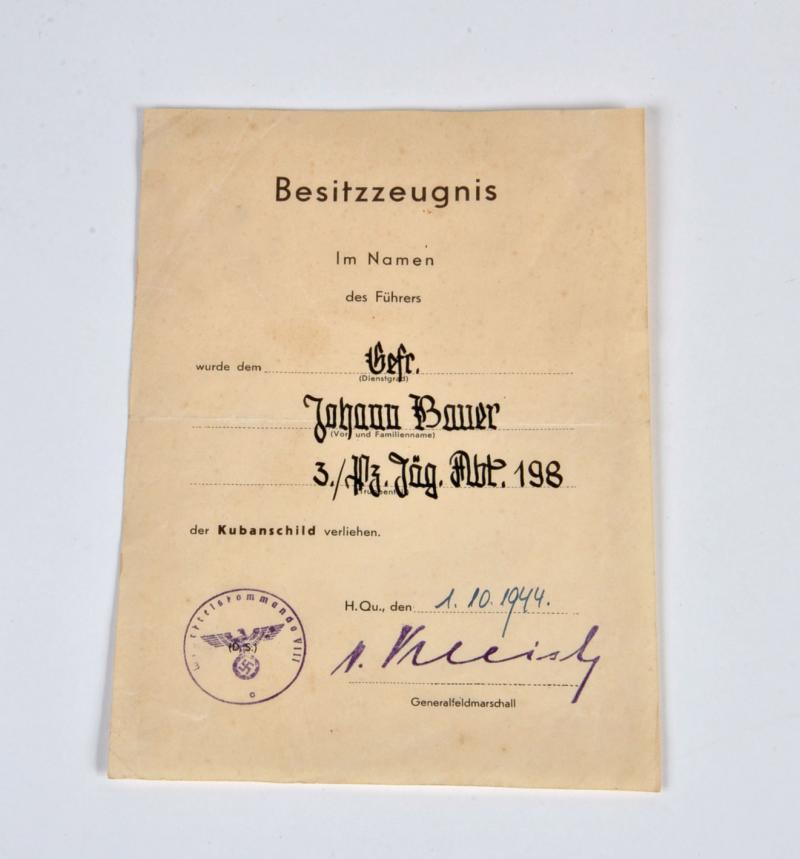 Besitzzeugnis
Im Namen
des Führers
wurde dem Gefr.
(Dienstgrad)
Johann Bauer
(Vor und Familienname)
3./Pz. Jäg. Abt. 198
der Kubanschild verliehen.
H.Qu., den 1. 10. 1944.
(D.S.)
v. Kleist
Generalfeldmarschall